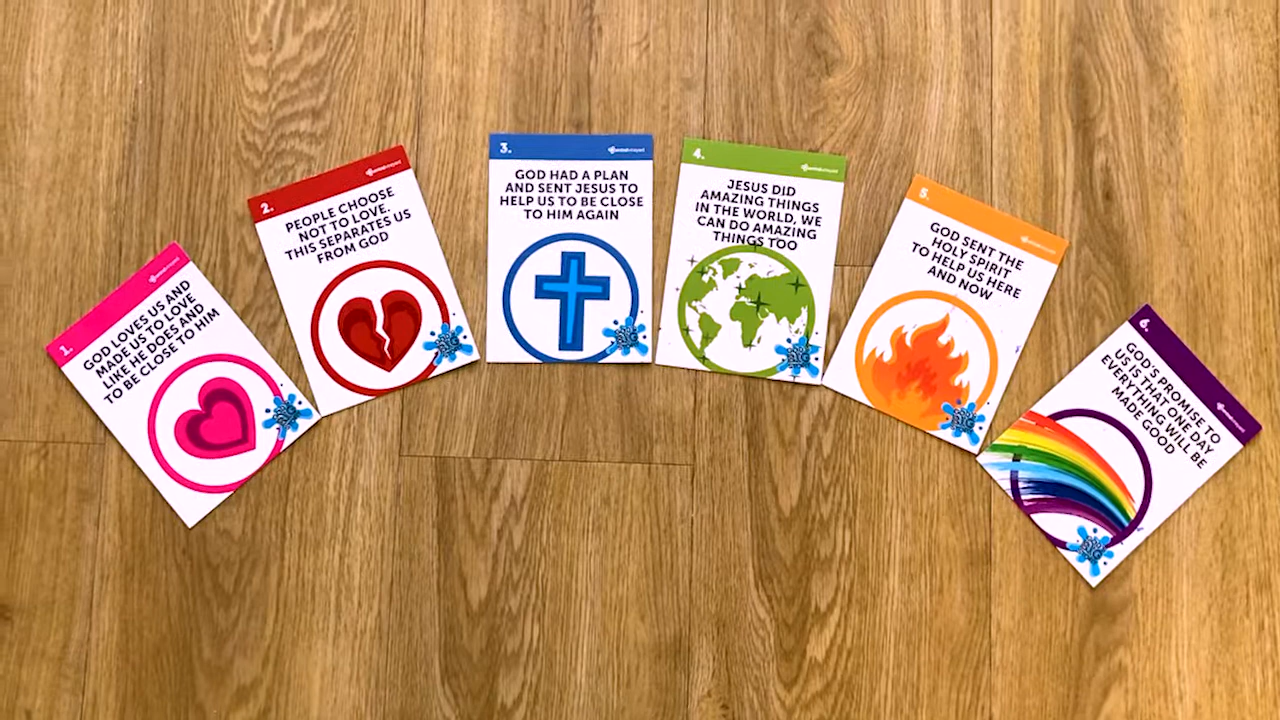 1.
GOD LOVES US AND
MADE US TO LOVE
LIKE HE DOES AND
TO BE CLOSE TO HIM
2.
PEOPLE CHOOSE
NOT TO LOVE.
THIS SEPARATES US
FROM GOD
3.
GOD HAD A PLAN
AND SENT JESUS TO
HELP US TO BE CLOSE
TO HIM AGAIN
4.
JESUS DID
AMAZING THINGS
IN THE WORLD, WE
CAN DO AMAZING
THINGS TOO
5.
GOD SENT THE
HOLY SPIRIT
TO HELP US HERE
AND NOW
6.
GOD'S PROMISE TO
US IS THAT ONE DAY
EVERYTHING WILL BE
MADE GOOD